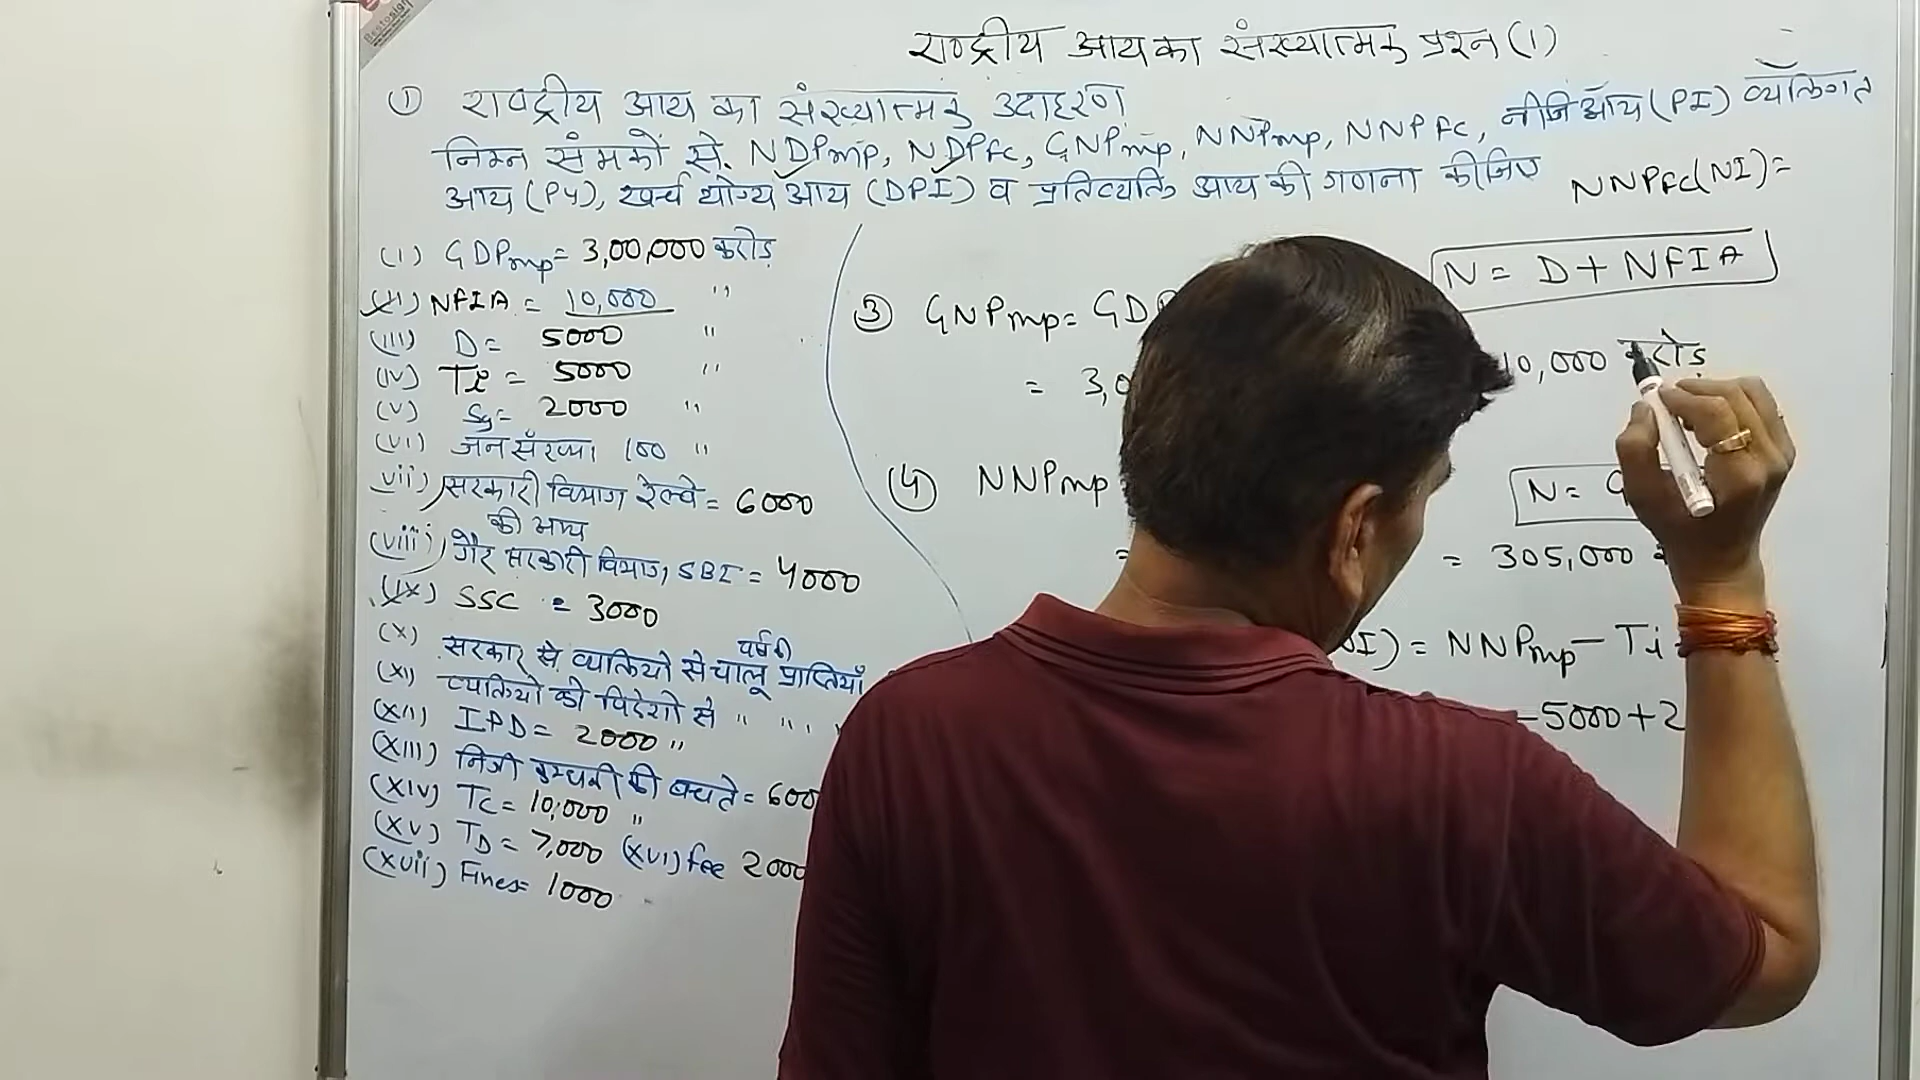 राष्ट्रीय आय का संख्यात्मक प्रश्न (1)
① राष्ट्रीय आय का संख्यात्मक उदाहरण
निम्न संमकों से. NDPmp, NDPfc, GNPmp, NNPmp, NNPFC, नीजि आय (PI) व्यक्तिगत
आय (Py), खर्च योग्य आय (DPI) व प्रतिव्यक्ति आय की गणना कीजिए
NNPFC(NI)=
(i) GDPmp = 3,00,000 करोड़
(ii) NFIA = 10,000 "
(iii) D = 5000 "
(iv) Ti = 5000 "
(v) Sy= 2000 "
(vi) जनसंख्या 100 "
vii) सरकारी विभाग रेल्वे = 6000
की आय
(viii) गैर सरकारी विभाग, SBI = 4000
(ix) SSC = 3000
(x) सरकार से व्यक्तियो से चालू प्राप्तियाँ
(xi) व्यक्तियो को विदेशो से " " "
(xii) IPD = 2000 "
(xiii) निजी कम्पनी की बचते = 600
(xiv) Tc = 10,000 "
(xv) TD = 7,000 (xvi) fee 2000
(xvii) Fines= 1000
N = D + NFIA
③ GNPmp = GD
= 3,0
10,000 करोड़
(4) NNPmp
N = G
= 305,000
I) = NNPmp - Ti
-5000+2